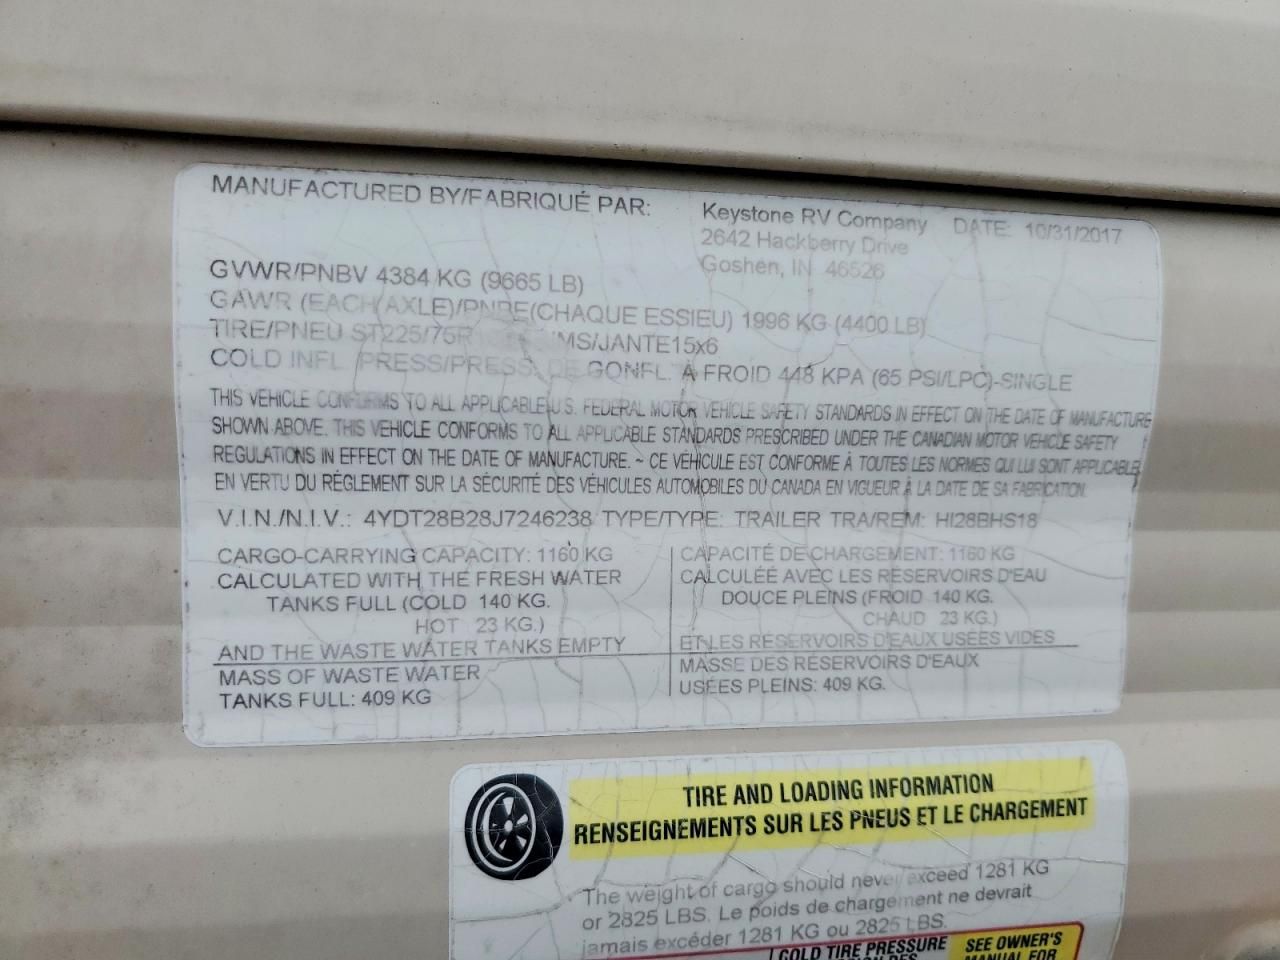 MANUFACTURED BY/FABRIQUÉ PAR: Keystone RV Company DATE: 10/31/2017
2642 Hackberry Drive
Goshen, IN 46526
GVWR/PNBV 4384 KG (9665 LB)
GAWR (EACH AXLE)/PNBE(CHAQUE ESSIEU) 1996 KG (4400 LB)
TIRE/PNEU ST225/75R MS/JANTE15x6
COLD INFL. PRESS/PRESS. DE GONFL. À FROID 448 KPA (65 PSI/LPC)-SINGLE
THIS VEHICLE CONFORMS TO ALL APPLICABLE U.S. FEDERAL MOTOR VEHICLE SAFETY STANDARDS IN EFFECT ON THE DATE OF MANUFACTURE
SHOWN ABOVE. THIS VEHICLE CONFORMS TO ALL APPLICABLE STANDARDS PRESCRIBED UNDER THE CANADIAN MOTOR VEHICLE SAFETY
REGULATIONS IN EFFECT ON THE DATE OF MANUFACTURE. ~ CE VÉHICULE EST CONFORME À TOUTES LES NORMES QUI LUI SONT APPLICABLES
EN VERTU DU RÉGLEMENT SUR LA SÉCURITÉ DES VÉHICULES AUTOMOBILES DU CANADA EN VIGUEUR À LA DATE DE SA FABRICATION.
V.I.N./N.I.V.: 4YDT28B28J7246238 TYPE/TYPE: TRAILER TRA/REM: HI28BHS18
CARGO-CARRYING CAPACITY: 1160 KG
CALCULATED WITH THE FRESH WATER
TANKS FULL (COLD 140 KG.
HOT 23 KG.)
AND THE WASTE WATER TANKS EMPTY
MASS OF WASTE WATER
TANKS FULL: 409 KG
CAPACITÉ DE CHARGEMENT: 1160 KG
CALCULÉE AVEC LES RÉSERVOIRS D'EAU
DOUCE PLEINS (FROID 140 KG.
CHAUD 23 KG.)
ET LES RÉSERVOIRS D'EAUX USÉES VIDES
MASSE DES RÉSERVOIRS D'EAUX
USÉES PLEINS: 409 KG.
TIRE AND LOADING INFORMATION
RENSEIGNEMENTS SUR LES PNEUS ET LE CHARGEMENT
The weight of cargo should never exceed 1281 KG
or 2825 LBS. Le poids de chargement ne devrait
jamais excéder 1281 KG ou 2825 LBS.
COLD TIRE PRESSURE
SEE OWNER'S
MANUAL FOR